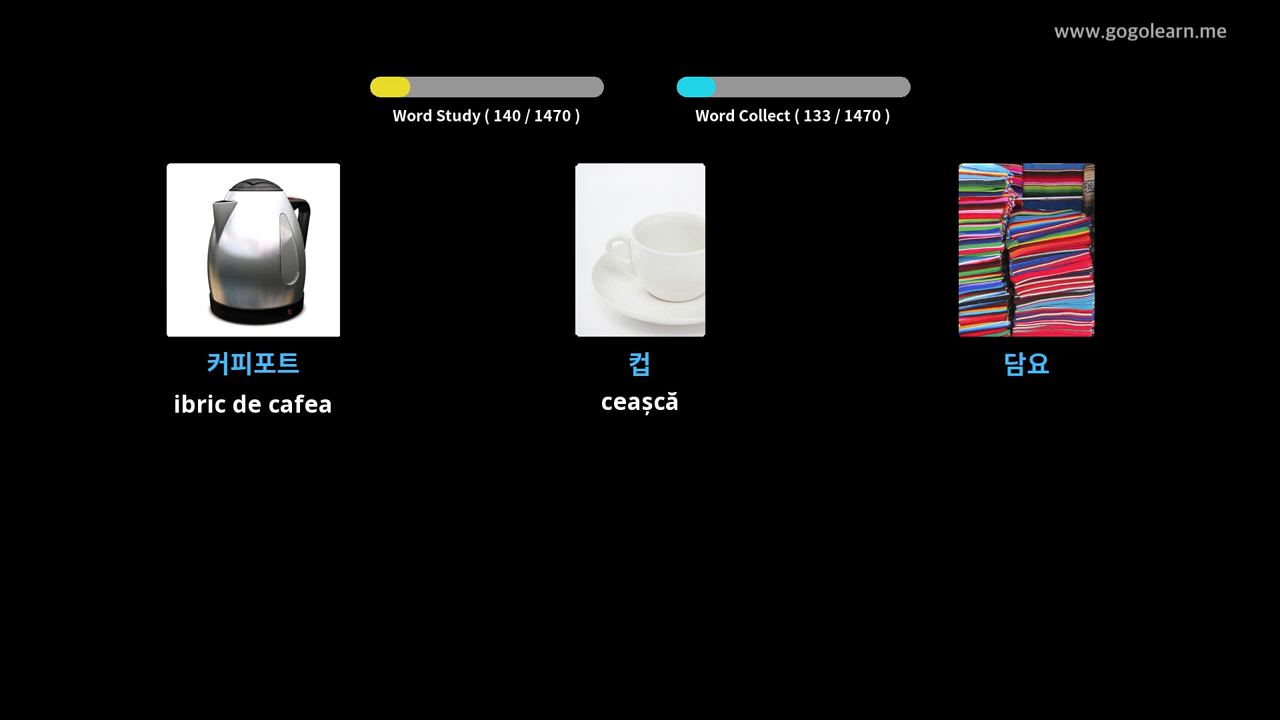 www.gogolearn.me
Word Study ( 140 / 1470 )
Word Collect ( 133 / 1470 )
커피포트
컵
담요
ibric de cafea
ceașcă